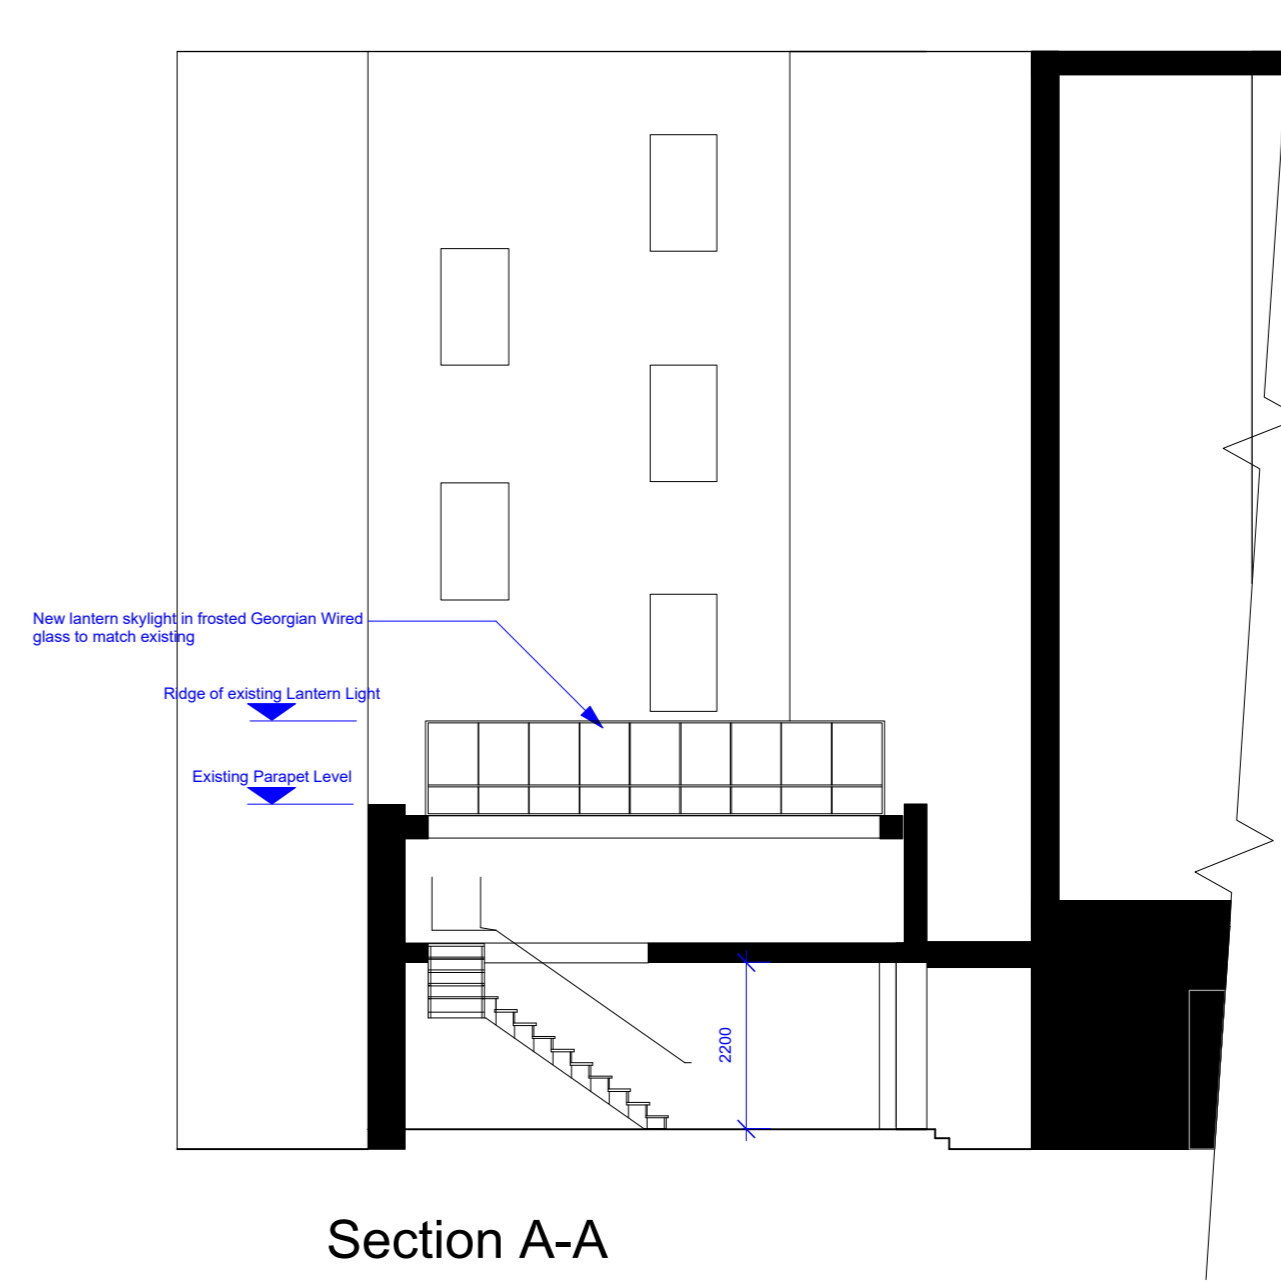 New lantern skylight in frosted Georgian Wired
glass to match existing
Ridge of existing Lantern Light
Existing Parapet Level
2200
Section A-A